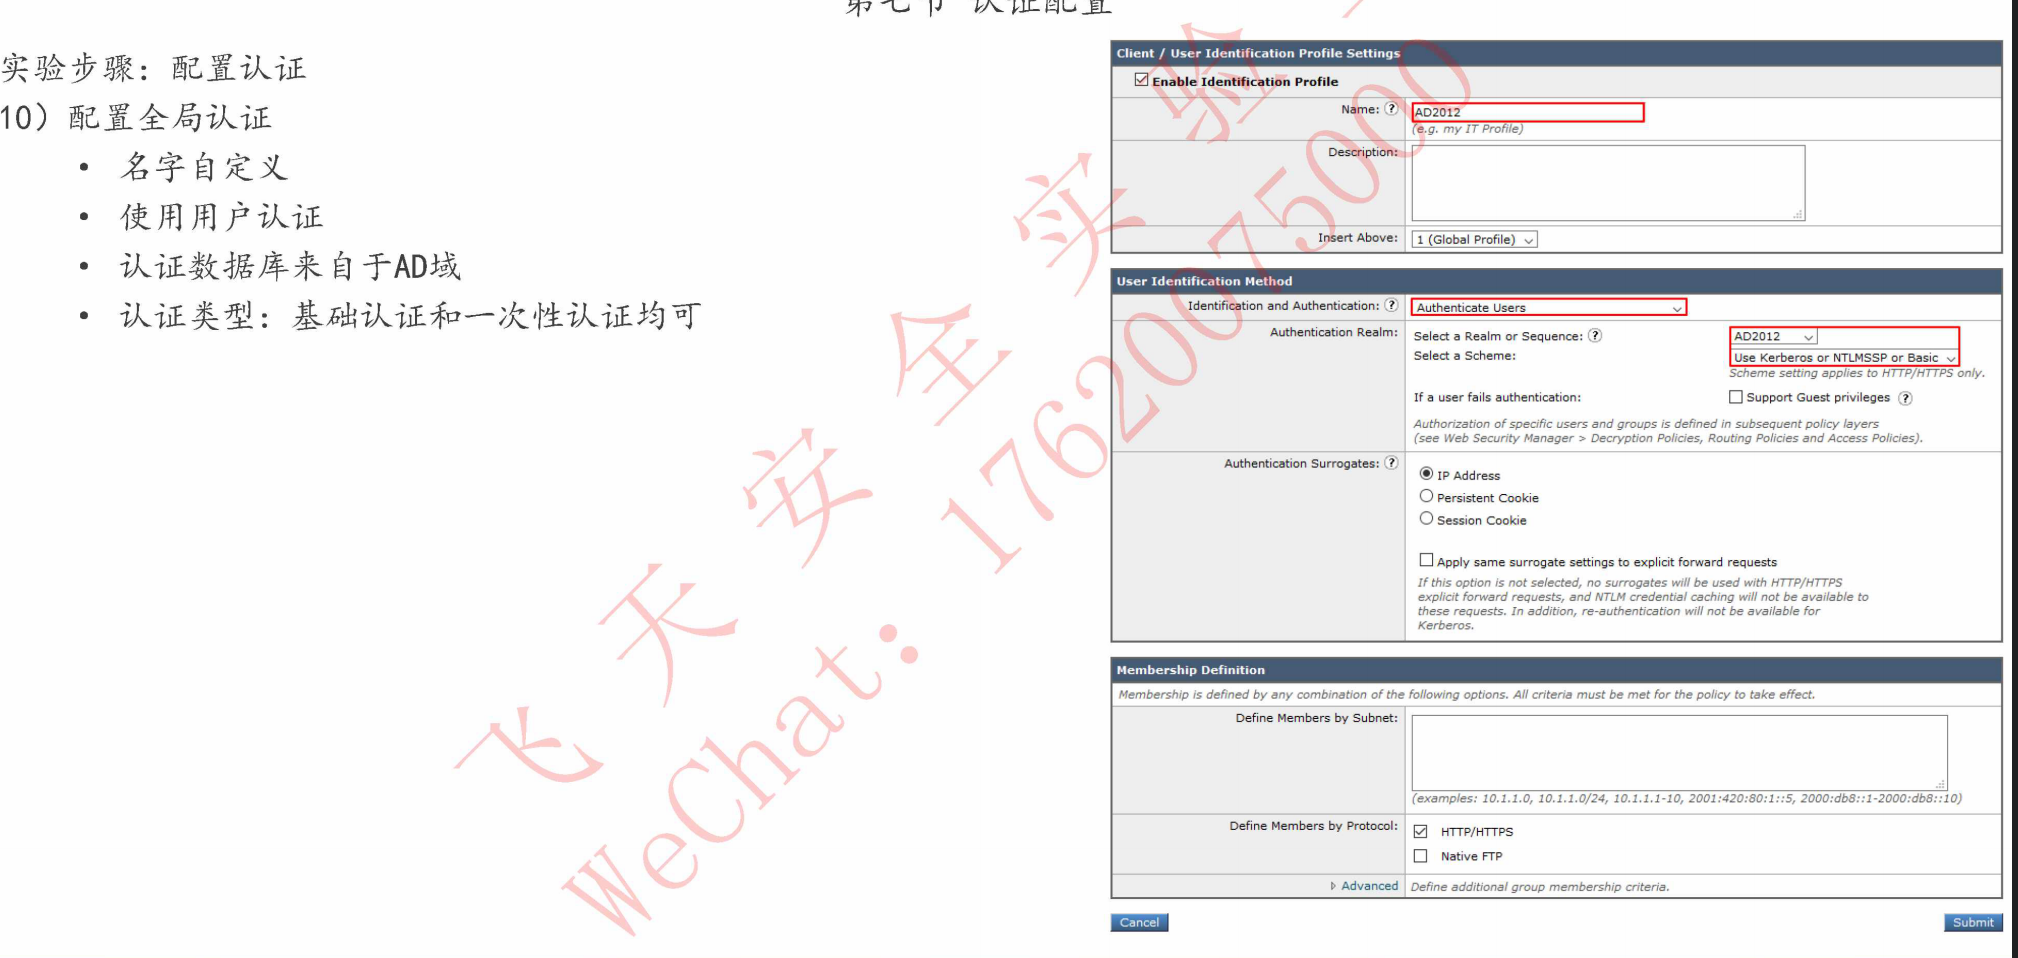 第七节 认证配置
实验步骤：配置认证
10）配置全局认证
• 名字自定义
• 使用用户认证
• 认证数据库来自于AD域
• 认证类型：基础认证和一次性认证均可
Client / User Identification Profile Settings
Enable Identification Profile
Name: ? AD2012
(e.g. my IT Profile)
Description:
Insert Above: 1 (Global Profile)
User Identification Method
Identification and Authentication: ? Authenticate Users
Authentication Realm: Select a Realm or Sequence: ? AD2012
Select a Scheme: Use Kerberos or NTLMSSP or Basic
Scheme setting applies to HTTP/HTTPS only.
If a user fails authentication: Support Guest privileges ?
Authorization of specific users and groups is defined in subsequent policy layers
(see Web Security Manager > Decryption Policies, Routing Policies and Access Policies).
Authentication Surrogates: ?
IP Address
Persistent Cookie
Session Cookie
Apply same surrogate settings to explicit forward requests
If this option is not selected, no surrogates will be used with HTTP/HTTPS
explicit forward requests, and NTLM credential caching will not be available to
these requests. In addition, re-authentication will not be available for
Kerberos.
Membership Definition
Membership is defined by any combination of the following options. All criteria must be met for the policy to take effect.
Define Members by Subnet:
(examples: 10.1.1.0, 10.1.1.0/24, 10.1.1.1-10, 2001:420:80:1::5, 2000:db8::1-2000:db8::10)
Define Members by Protocol: HTTP/HTTPS
Native FTP
Advanced Define additional group membership criteria.
Cancel Submit
飞天安全实验
WeChat: 17620075000